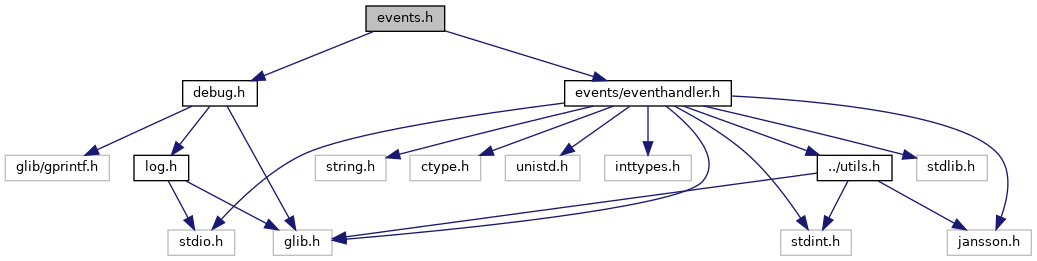 events.h
debug.h
events/eventhandler.h
glib/gprintf.h
log.h
string.h
ctype.h
unistd.h
inttypes.h
../utils.h
stdlib.h
stdio.h
glib.h
stdint.h
jansson.h